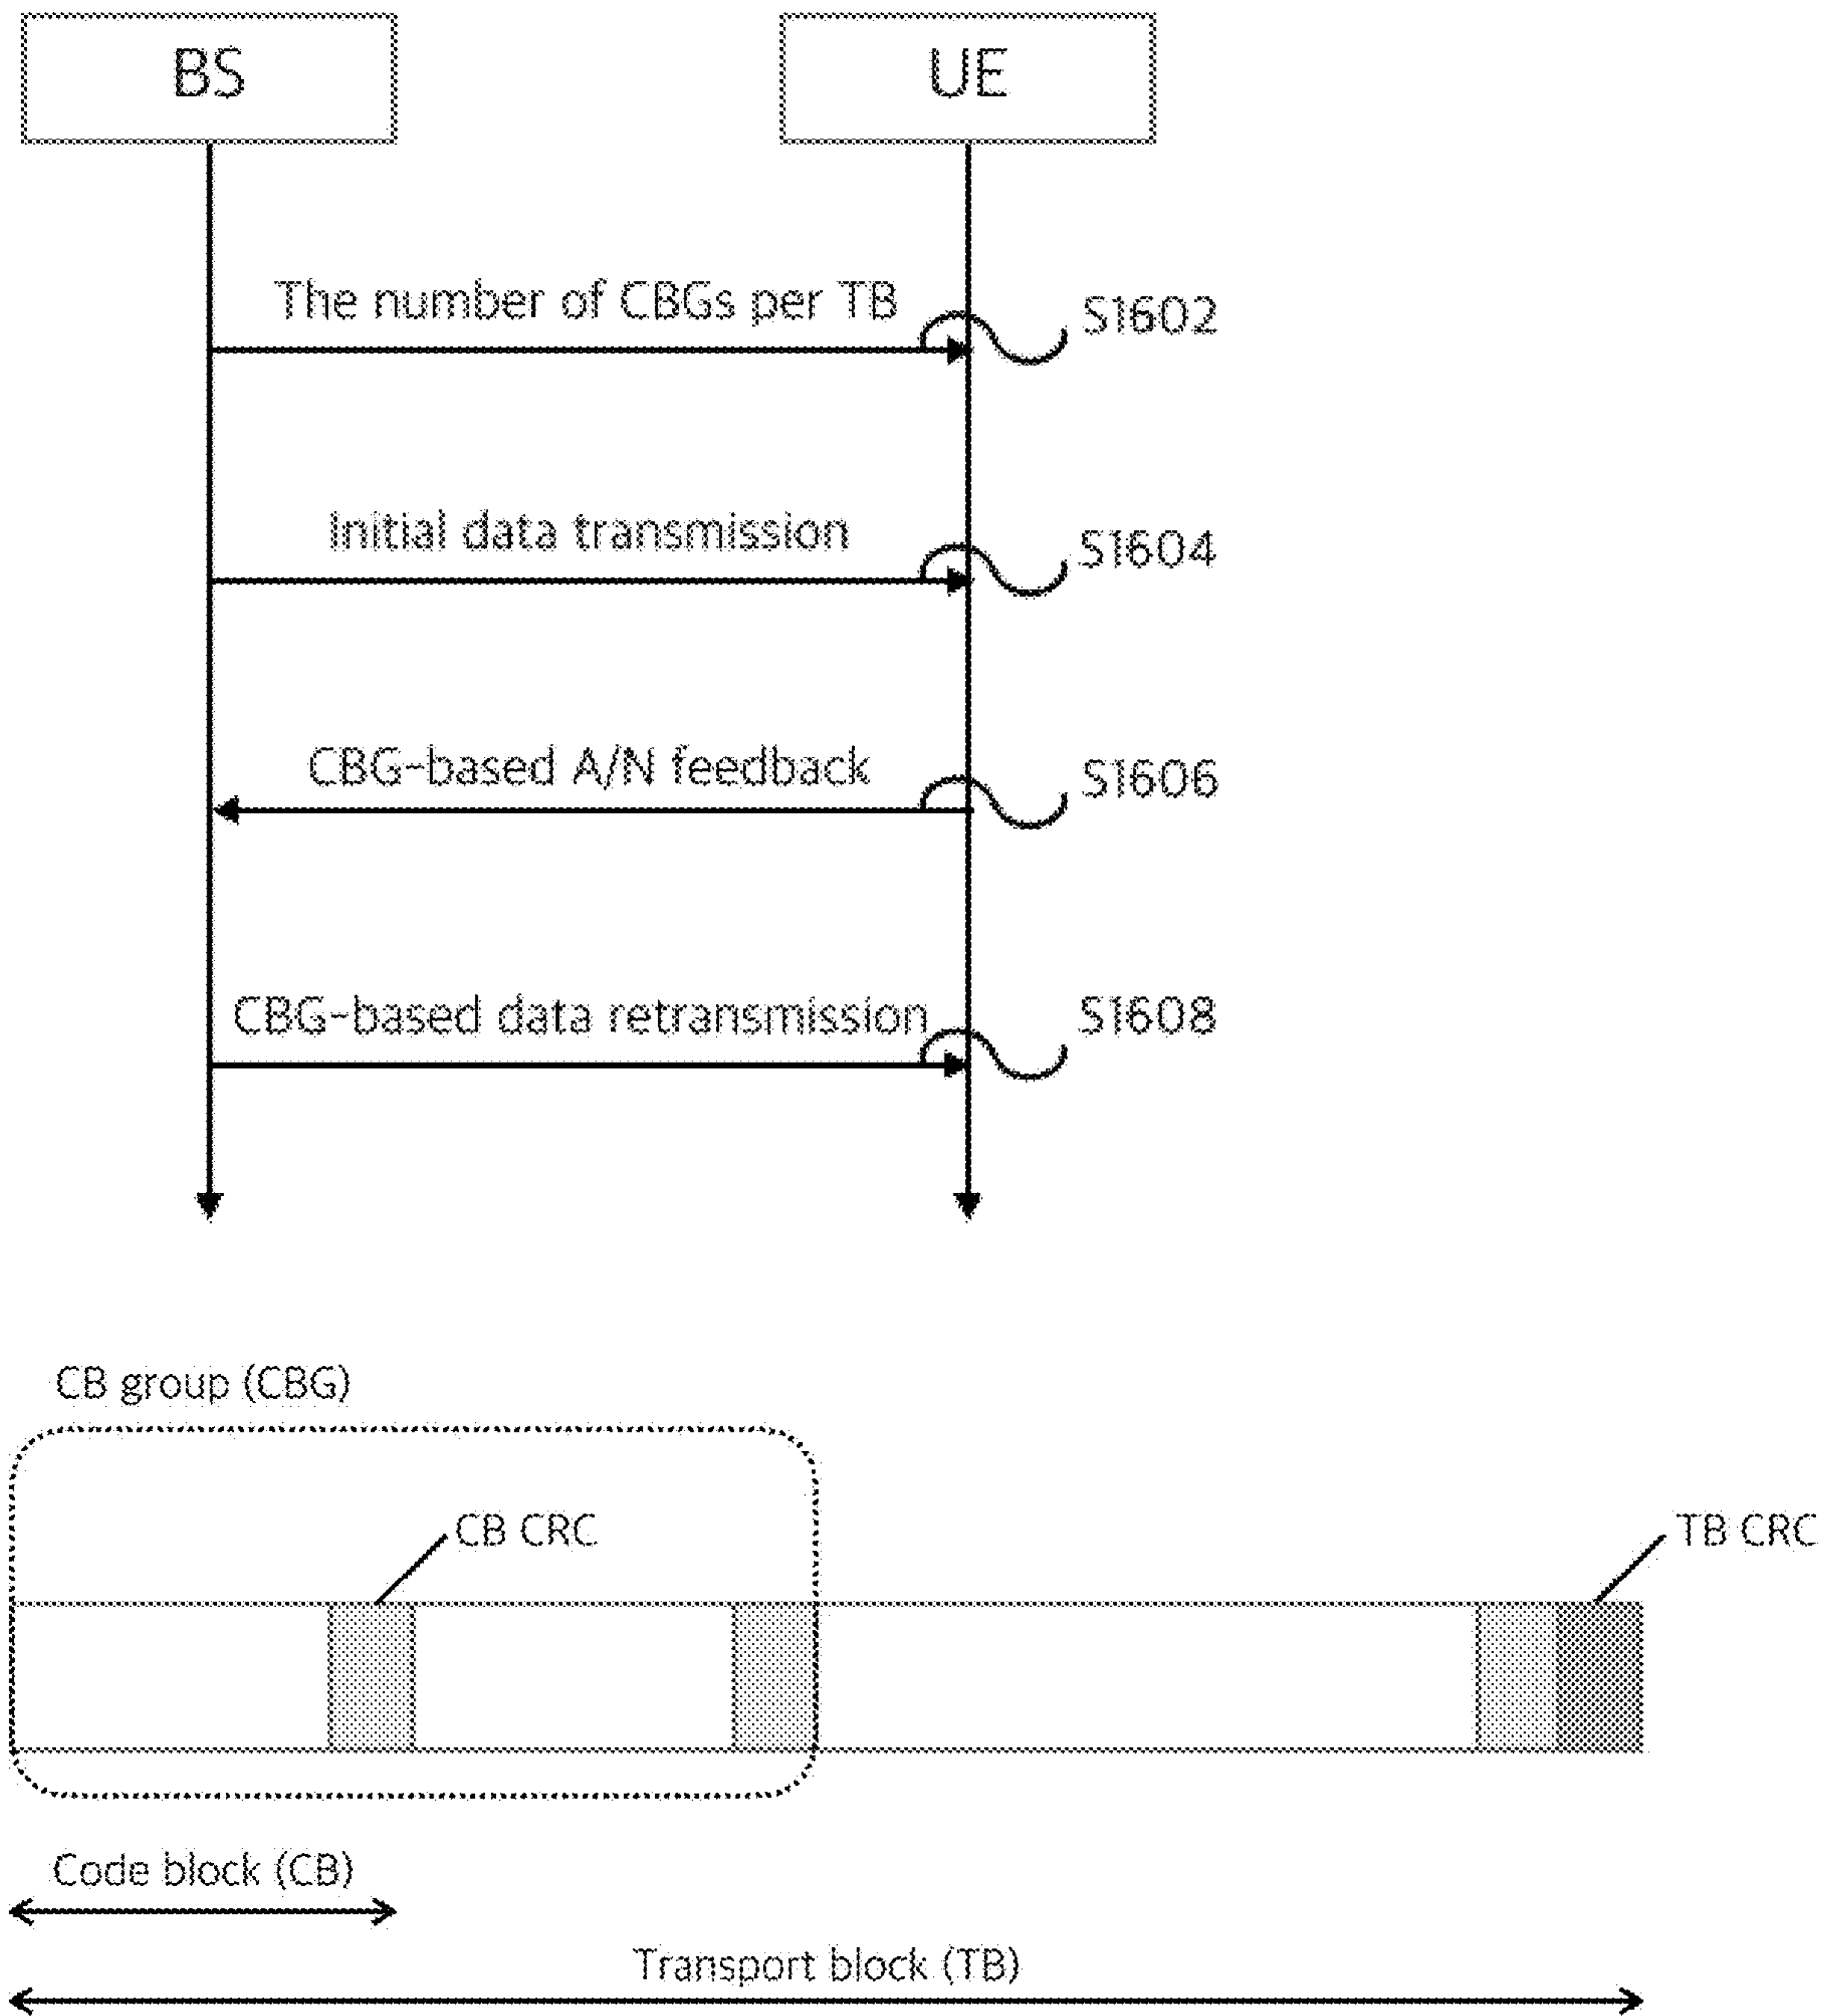 BS
UE
The number of CBGs per TB
S1602
Initial data transmission
S1604
CBG-based A/N feedback
S1606
CBG-based data retransmission
S1608
CB group (CBG)
CB CRC
TB CRC
Code block (CB)
Transport block (TB)